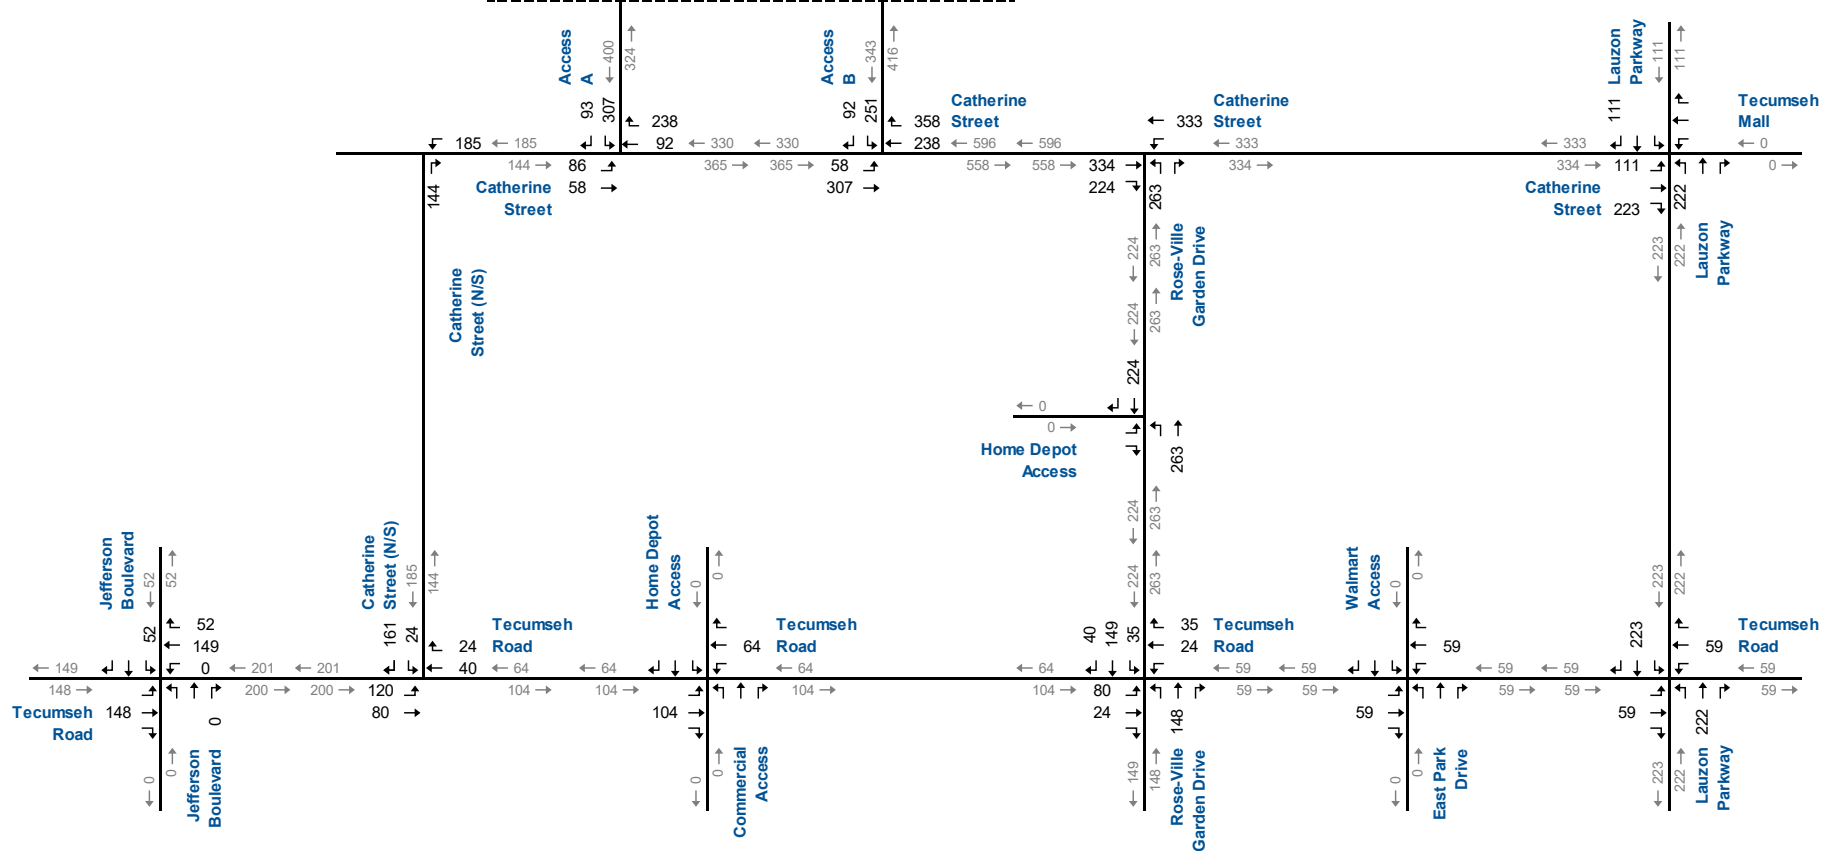 Access
A
← 400
324 →
93
307
238
92
← 330
← 330
Access
B
← 343
416 →
92
251
358
238
Catherine
Street
← 596
← 596
← 333
Catherine
Street
← 333
← 333
Lauzon
Parkway
← 111
111 →
111
Tecumseh
Mall
← 0
0 →
185
← 185
144 →
86
58
Catherine
Street
144
365 →
365 →
58
307
558 →
558 →
334
224
263
334 →
334 →
111
Catherine
Street
223
222
← 223
222 →
Lauzon
Parkway
Catherine
Street (N/S)
← 224
263 →
Rose-Ville
Garden Drive
← 224
263 →
224
← 0
0 →
Home Depot
Access
263
← 224
263 →
← 224
263 →
Jefferson
Boulevard
← 52
52 →
52
52
149
0
← 149
148 →
Tecumseh
Road
148
0
← 0
0 →
Jefferson
Boulevard
← 201
← 201
200 →
200 →
Catherine
Street (N/S)
← 185
144 →
161
24
24
40
Tecumseh
Road
120
80
← 64
← 64
104 →
104 →
Home Depot
Access
← 0
0 →
64
Tecumseh
Road
← 64
104
104 →
← 0
0 →
Commercial
Access
← 64
104 →
40
149
35
35
24
Tecumseh
Road
80
24
148
← 149
148 →
Rose-Ville
Garden Drive
← 59
← 59
59 →
59 →
Walmart
Access
← 0
0 →
59
59
← 0
0 →
East Park
Drive
← 59
← 59
59 →
59 →
← 223
222 →
223
59
Tecumseh
Road
← 59
59 →
59
222
← 223
222 →
Lauzon
Parkway